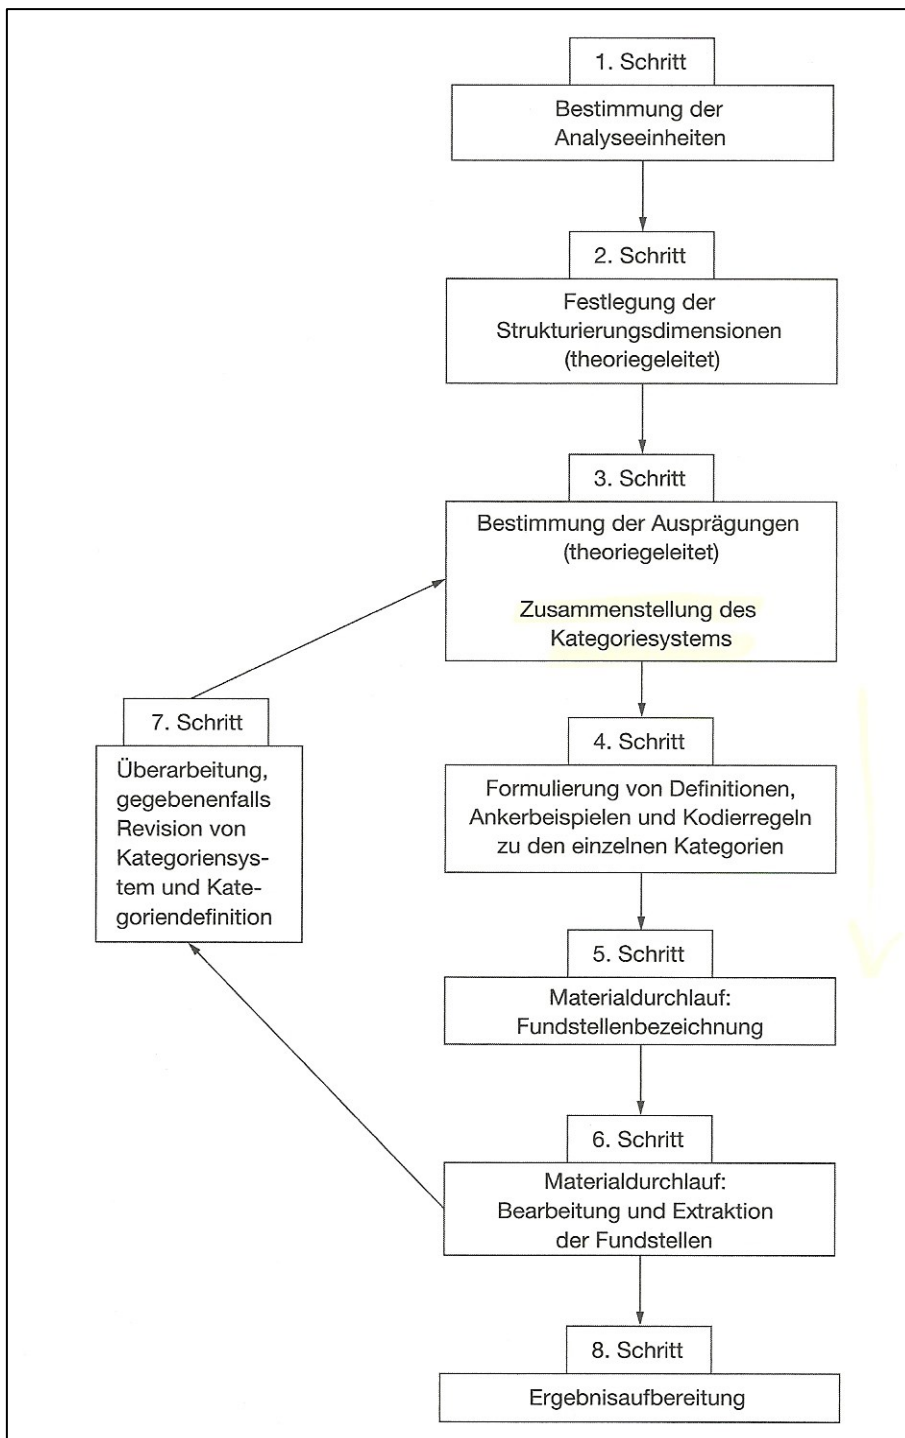 1. Schritt
Bestimmung der
Analyseeinheiten
2. Schritt
Festlegung der
Strukturierungsdimensionen
(theoriegeleitet)
3. Schritt
Bestimmung der Ausprägungen
(theoriegeleitet)
Zusammenstellung des
Kategoriesystems
4. Schritt
Formulierung von Definitionen,
Ankerbeispielen und Kodierregeln
zu den einzelnen Kategorien
5. Schritt
Materialdurchlauf:
Fundstellenbezeichnung
6. Schritt
Materialdurchlauf:
Bearbeitung und Extraktion
der Fundstellen
7. Schritt
Überarbeitung,
gegebenenfalls
Revision von
Kategoriensys-
tem und Kate-
goriendefinition
8. Schritt
Ergebnisaufbereitung